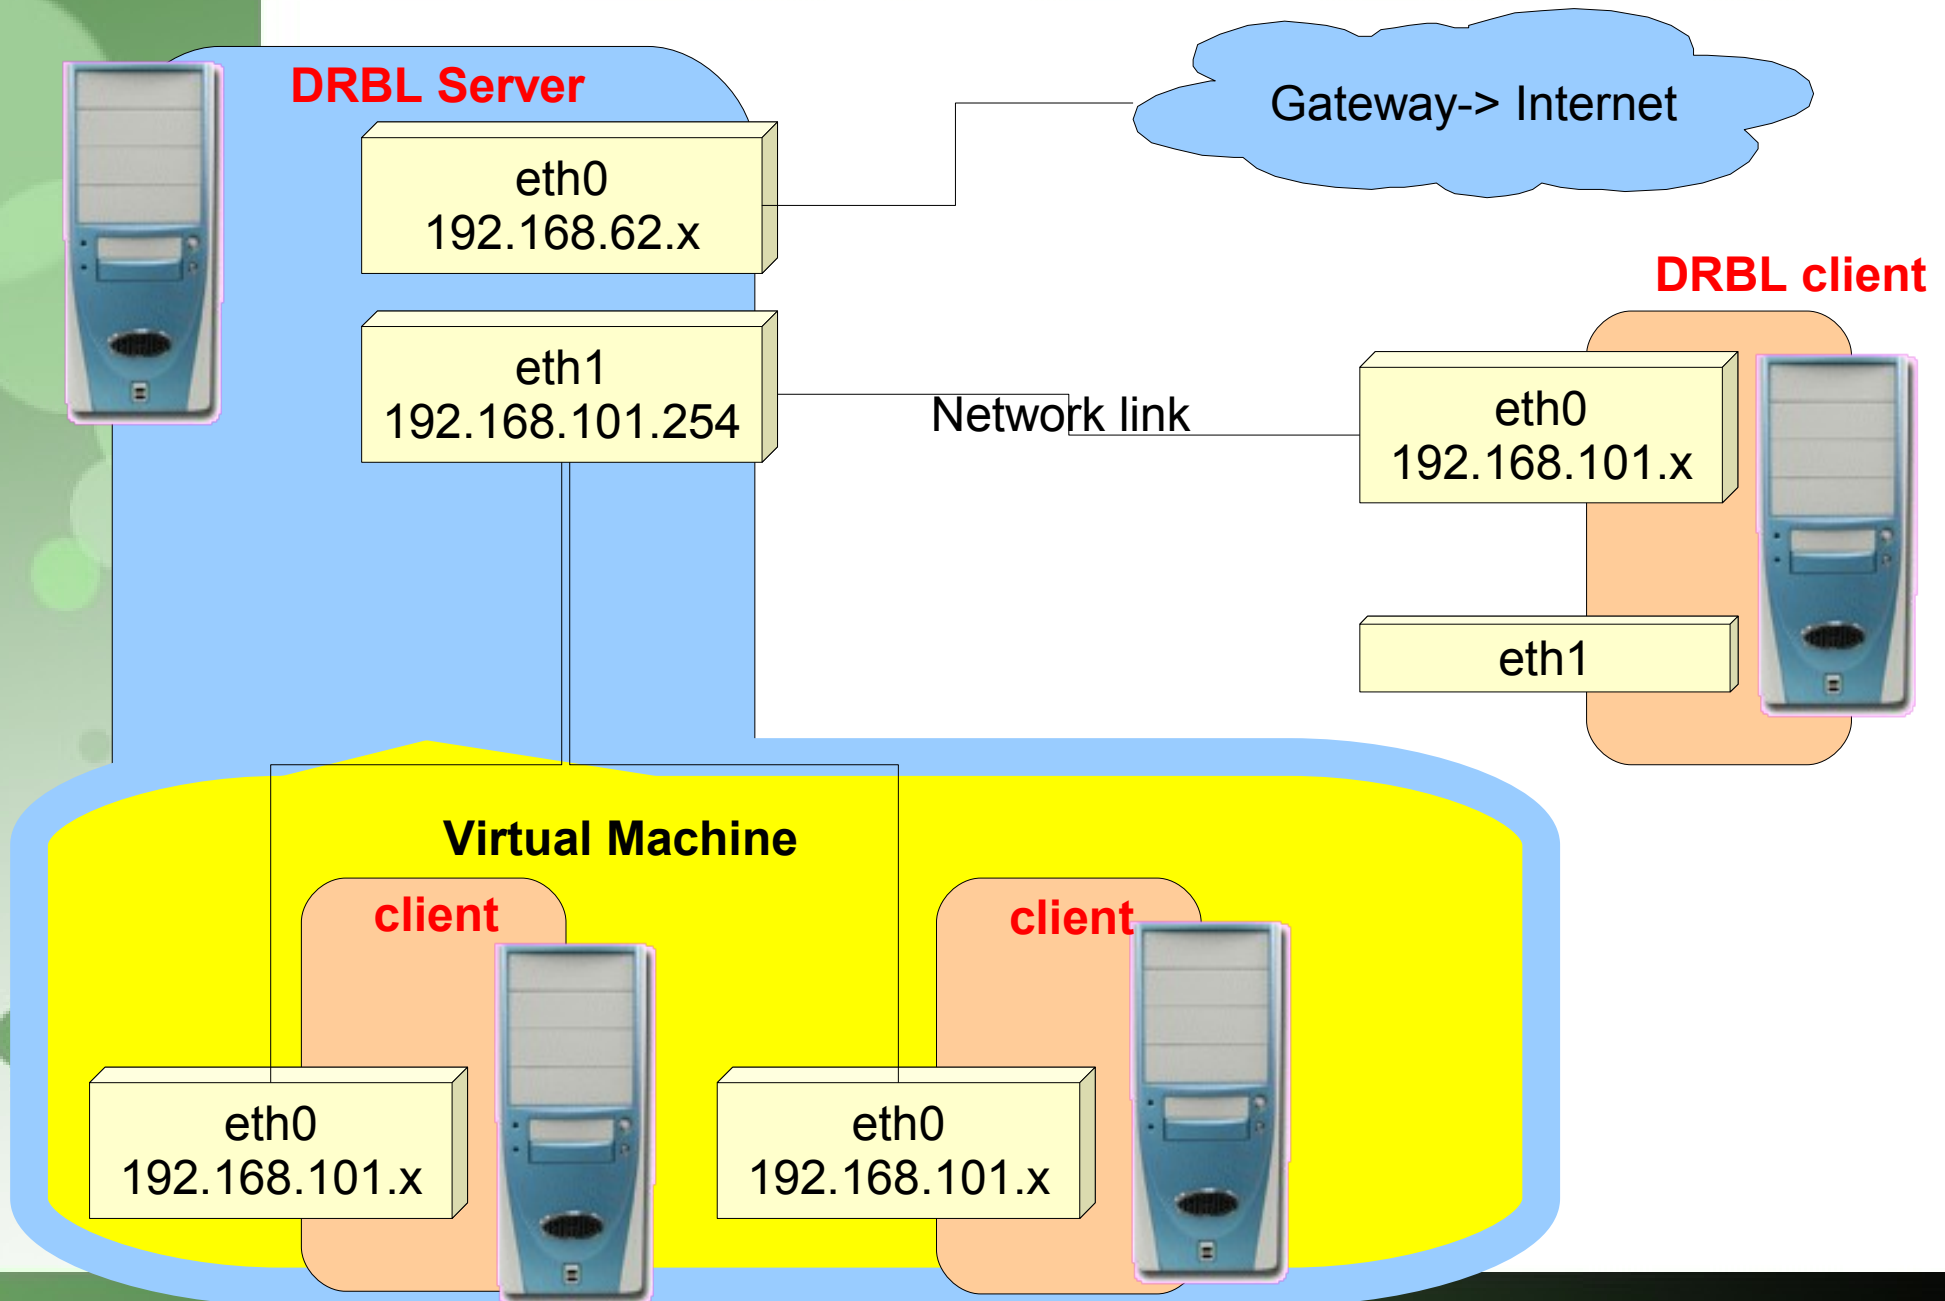 DRBL Server
Gateway-> Internet
eth0
192.168.62.x
DRBL client
eth1
192.168.101.254
Network link
eth0
192.168.101.x
eth1
Virtual Machine
client
client
eth0
192.168.101.x
eth0
192.168.101.x